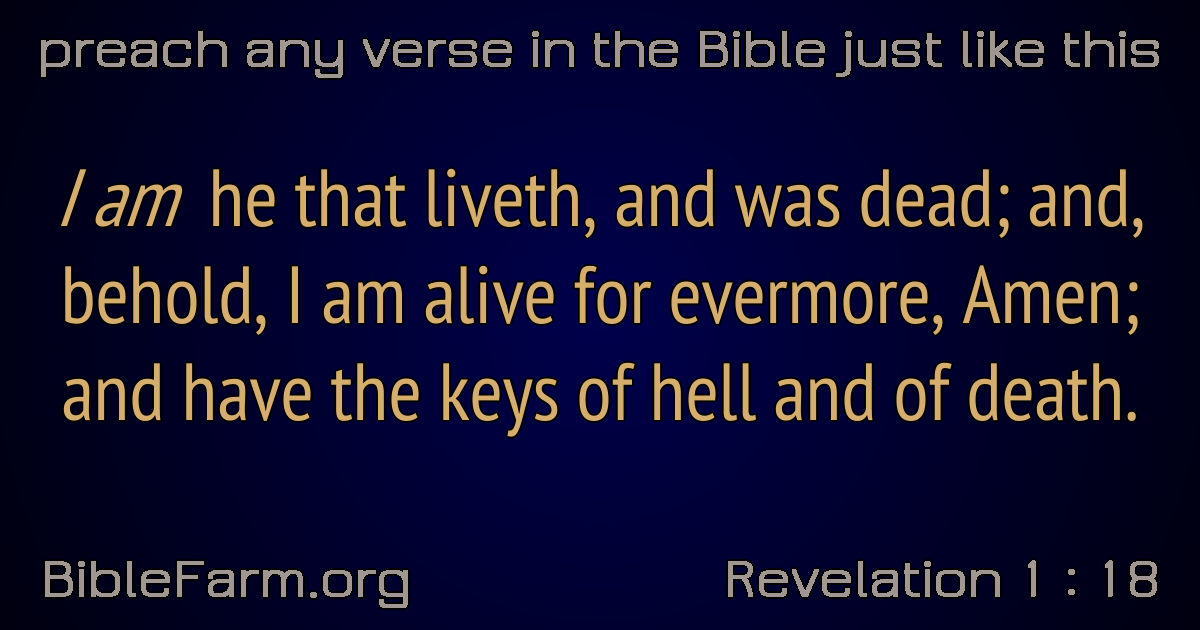 preach any verse in the Bible just like this
I am he that liveth, and was dead; and,
behold, I am alive for evermore, Amen;
and have the keys of hell and of death.
BibleFarm.org
Revelation 1 : 18